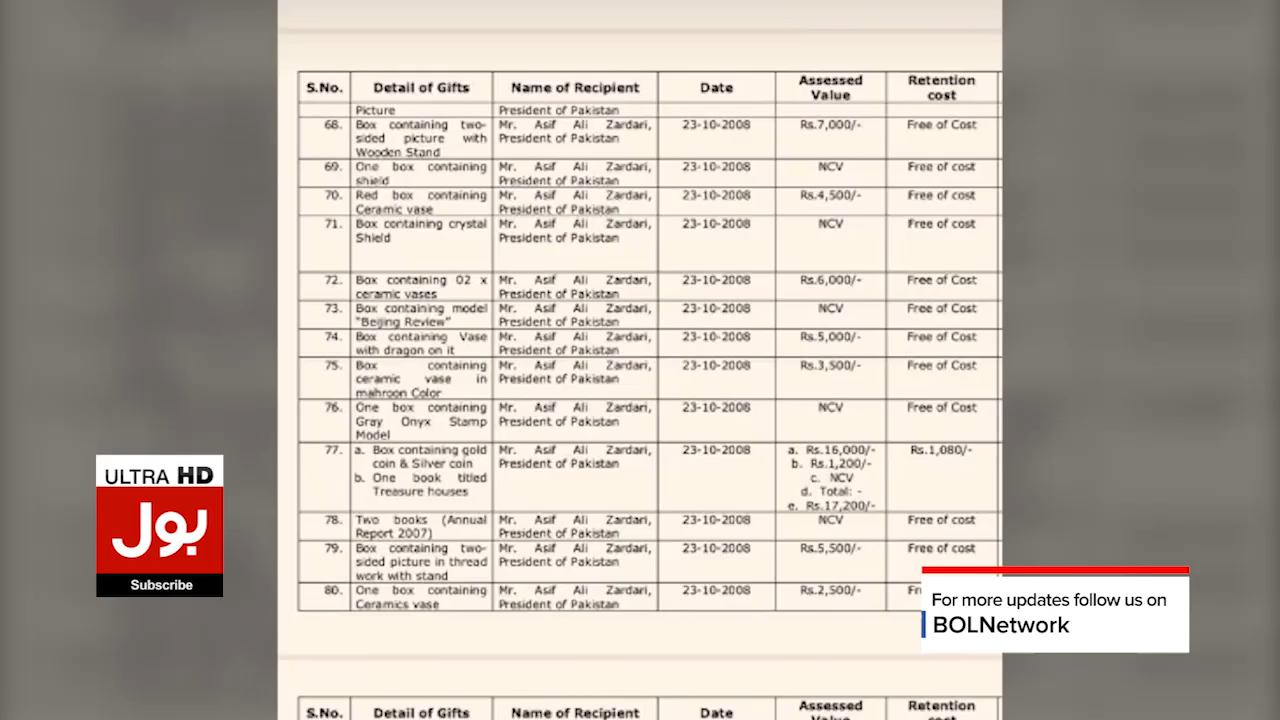 S.No. Detail of Gifts Name of Recipient Date Assessed Value Retention cost
Picture President of Pakistan
68. Box containing two- Mr. Asif Ali Zardari, 23-10-2008 Rs.7,000/- Free of Cost
sided picture with President of Pakistan
Wooden Stand
69. One box containing Mr. Asif Ali Zardari, 23-10-2008 NCV Free of cost
shield President of Pakistan
70. Red box containing Mr. Asif Ali Zardari, 23-10-2008 Rs.4,500/- Free of cost
Ceramic vase President of Pakistan
71. Box containing crystal Mr. Asif Ali Zardari, 23-10-2008 NCV Free of cost
Shield President of Pakistan
72. Box containing 02 x Mr. Asif Ali Zardari, 23-10-2008 Rs.6,000/- Free of Cost
ceramic vases President of Pakistan
73. Box containing model Mr. Asif Ali Zardari, 23-10-2008 NCV Free of Cost
"Beijing Review" President of Pakistan
74. Box containing Vase Mr. Asif Ali Zardari, 23-10-2008 Rs.5,000/- Free of Cost
with dragon on it President of Pakistan
75. Box containing Mr. Asif Ali Zardari, 23-10-2008 Rs.3,500/- Free of Cost
ceramic vase in President of Pakistan
mahroon Color
76. One box containing Mr. Asif Ali Zardari, 23-10-2008 NCV Free of Cost
Gray Onyx Stamp President of Pakistan
Model
77. a. Box containing gold Mr. Asif Ali Zardari, 23-10-2008 a. Rs.16,000/- Rs.1,080/-
coin & Silver coin President of Pakistan b. Rs.1,200/-
b. One book titled c. NCV
Treasure houses d. Total: -
e. Rs.17,200/-
78. Two books (Annual Mr. Asif Ali Zardari, 23-10-2008 NCV Free of cost
Report 2007) President of Pakistan
79. Box containing two- Mr. Asif Ali Zardari, 23-10-2008 Rs.5,500/- Free of cost
sided picture in thread President of Pakistan
work with stand
80. One box containing Mr. Asif Ali Zardari, 23-10-2008 Rs.2,500/-
Ceramics vase President of Pakistan
S.No. Detail of Gifts Name of Recipient Date Assessed Value Retention cost
ULTRA HD
بول
Subscribe
For more updates follow us on
BOLNetwork